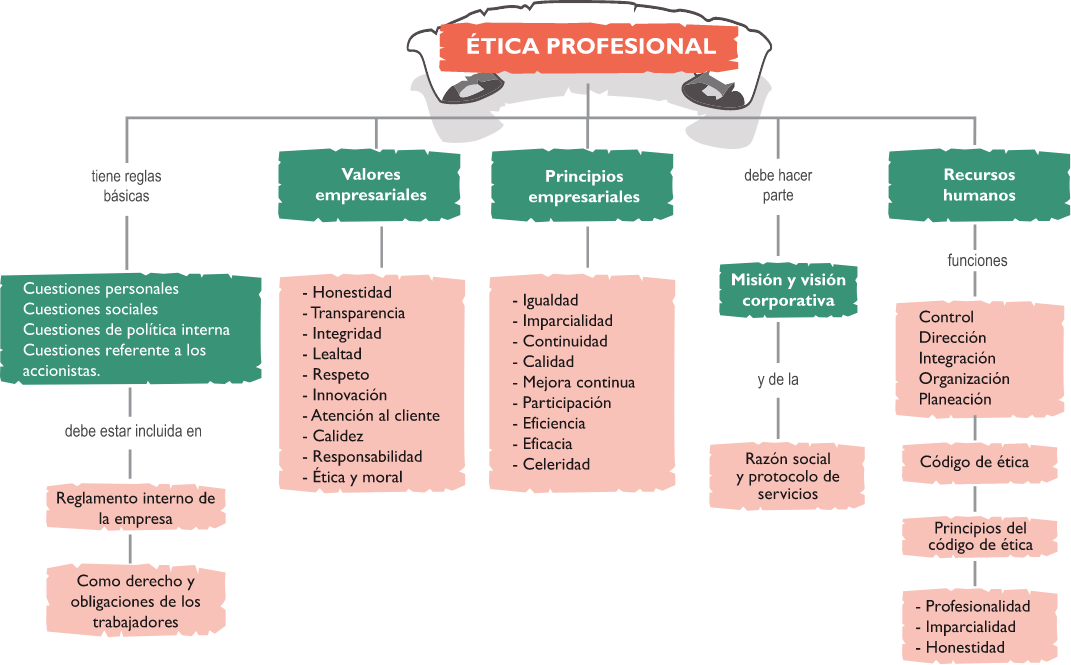 ÉTICA PROFESIONAL
tiene reglas
básicas
Cuestiones personales
Cuestiones sociales
Cuestiones de política interna
Cuestiones referente a los
accionistas.
debe estar incluida en
Reglamento interno de
la empresa
Como derecho y
obligaciones de los
trabajadores
Valores
empresariales
- Honestidad
- Transparencia
- Integridad
- Lealtad
- Respeto
- Innovación
- Atención al cliente
- Calidez
- Responsabilidad
- Ética y moral
Principios
empresariales
- Igualdad
- Imparcialidad
- Continuidad
- Calidad
- Mejora continua
- Participación
- Eficiencia
- Eficacia
- Celeridad
debe hacer
parte
Misión y visión
corporativa
y de la
Razón social
y protocolo de
servicios
Recursos
humanos
funciones
Control
Dirección
Integración
Organización
Planeación
Código de ética
Principios del
código de ética
- Profesionalidad
- Imparcialidad
- Honestidad